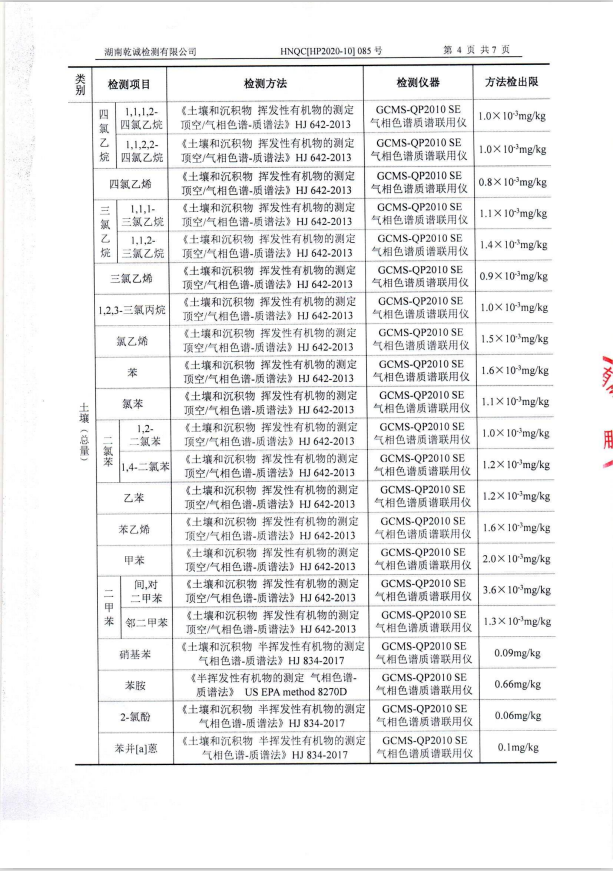 湖南乾诚检测有限公司 HNQC[HP2020-10] 085 号 第 4 页 共 7 页
类别 检测项目 检测方法 检测仪器 方法检出限
土壤（总量）
四氯乙烷
1,1,1,2-四氯乙烷
《土壤和沉积物 挥发性有机物的测定
顶空/气相色谱-质谱法》HJ 642-2013
GCMS-QP2010 SE
气相色谱质谱联用仪
1.0×10-3mg/kg
1,1,2,2-四氯乙烷
《土壤和沉积物 挥发性有机物的测定
顶空/气相色谱-质谱法》HJ 642-2013
GCMS-QP2010 SE
气相色谱质谱联用仪
1.0×10-3mg/kg
四氯乙烯
《土壤和沉积物 挥发性有机物的测定
顶空/气相色谱-质谱法》HJ 642-2013
GCMS-QP2010 SE
气相色谱质谱联用仪
0.8×10-3mg/kg
三氯乙烷
1,1,1-三氯乙烷
《土壤和沉积物 挥发性有机物的测定
顶空/气相色谱-质谱法》HJ 642-2013
GCMS-QP2010 SE
气相色谱质谱联用仪
1.1×10-3mg/kg
1,1,2-三氯乙烷
《土壤和沉积物 挥发性有机物的测定
顶空/气相色谱-质谱法》HJ 642-2013
GCMS-QP2010 SE
气相色谱质谱联用仪
1.4×10-3mg/kg
三氯乙烯
《土壤和沉积物 挥发性有机物的测定
顶空/气相色谱-质谱法》HJ 642-2013
GCMS-QP2010 SE
气相色谱质谱联用仪
0.9×10-3mg/kg
1,2,3-三氯丙烷
《土壤和沉积物 挥发性有机物的测定
顶空/气相色谱-质谱法》HJ 642-2013
GCMS-QP2010 SE
气相色谱质谱联用仪
1.0×10-3mg/kg
氯乙烯
《土壤和沉积物 挥发性有机物的测定
顶空/气相色谱-质谱法》HJ 642-2013
GCMS-QP2010 SE
气相色谱质谱联用仪
1.5×10-3mg/kg
苯
《土壤和沉积物 挥发性有机物的测定
顶空/气相色谱-质谱法》HJ 642-2013
GCMS-QP2010 SE
气相色谱质谱联用仪
1.6×10-3mg/kg
氯苯
《土壤和沉积物 挥发性有机物的测定
顶空/气相色谱-质谱法》HJ 642-2013
GCMS-QP2010 SE
气相色谱质谱联用仪
1.1×10-3mg/kg
二氯苯
1,2-二氯苯
《土壤和沉积物 挥发性有机物的测定
顶空/气相色谱-质谱法》HJ 642-2013
GCMS-QP2010 SE
气相色谱质谱联用仪
1.0×10-3mg/kg
1,4-二氯苯
《土壤和沉积物 挥发性有机物的测定
顶空/气相色谱-质谱法》HJ 642-2013
GCMS-QP2010 SE
气相色谱质谱联用仪
1.2×10-3mg/kg
乙苯
《土壤和沉积物 挥发性有机物的测定
顶空/气相色谱-质谱法》HJ 642-2013
GCMS-QP2010 SE
气相色谱质谱联用仪
1.2×10-3mg/kg
苯乙烯
《土壤和沉积物 挥发性有机物的测定
顶空/气相色谱-质谱法》HJ 642-2013
GCMS-QP2010 SE
气相色谱质谱联用仪
1.6×10-3mg/kg
甲苯
《土壤和沉积物 挥发性有机物的测定
顶空/气相色谱-质谱法》HJ 642-2013
GCMS-QP2010 SE
气相色谱质谱联用仪
2.0×10-3mg/kg
二甲苯
间,对二甲苯
《土壤和沉积物 挥发性有机物的测定
顶空/气相色谱-质谱法》HJ 642-2013
GCMS-QP2010 SE
气相色谱质谱联用仪
3.6×10-3mg/kg
邻二甲苯
《土壤和沉积物 挥发性有机物的测定
顶空/气相色谱-质谱法》HJ 642-2013
GCMS-QP2010 SE
气相色谱质谱联用仪
1.3×10-3mg/kg
硝基苯
《土壤和沉积物 半挥发性有机物的测定
气相色谱-质谱法》HJ 834-2017
GCMS-QP2010 SE
气相色谱质谱联用仪
0.09mg/kg
苯胺
《半挥发性有机物的测定 气相色谱-
质谱法》 US EPA method 8270D
GCMS-QP2010 SE
气相色谱质谱联用仪
0.66mg/kg
2-氯酚
《土壤和沉积物 半挥发性有机物的测定
气相色谱-质谱法》HJ 834-2017
GCMS-QP2010 SE
气相色谱质谱联用仪
0.06mg/kg
苯并[a]蒽
《土壤和沉积物 半挥发性有机物的测定
气相色谱-质谱法》HJ 834-2017
GCMS-QP2010 SE
气相色谱质谱联用仪
0.1mg/kg